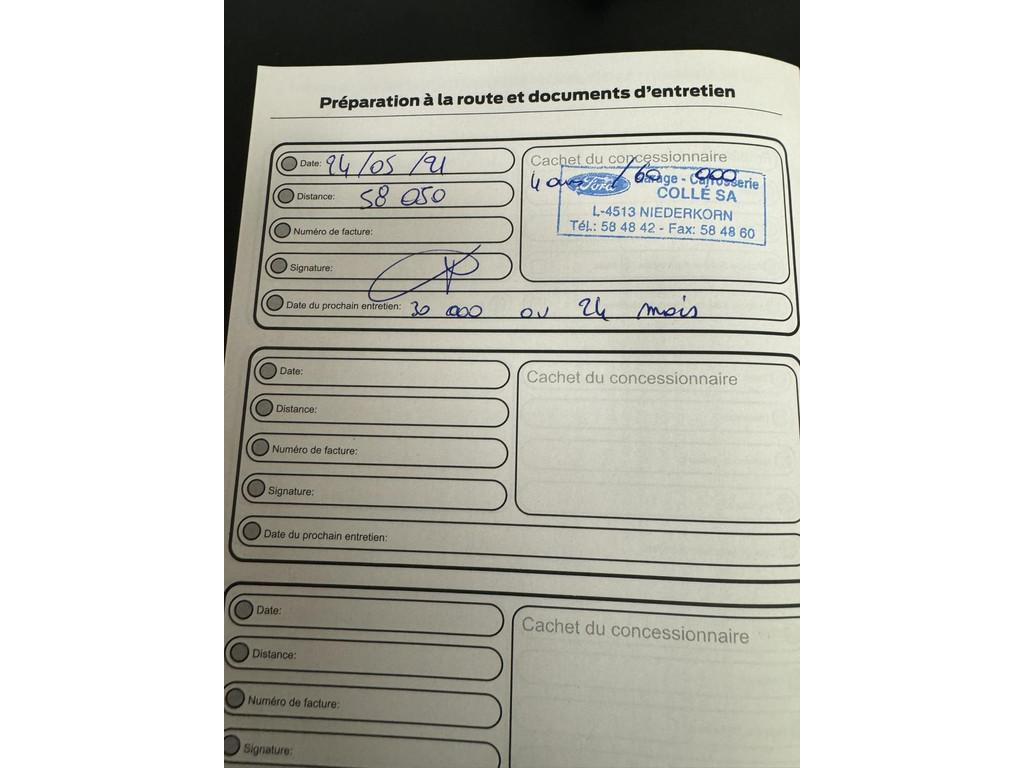 Préparation à la route et documents d'entretien
Date: 24/05/21
Distance: 58 050
Numéro de facture:
Signature:
Date du prochain entretien: 30 000 ou 24 mois
Cachet du concessionnaire
4 ans / 60 000
Ford Garage - Carrosserie
COLLÉ SA
L-4513 NIEDERKORN
Tél.: 58 48 42 - Fax: 58 48 60
Date:
Distance:
Numéro de facture:
Signature:
Date du prochain entretien:
Cachet du concessionnaire
Date:
Distance:
Numéro de facture:
Signature:
Cachet du concessionnaire